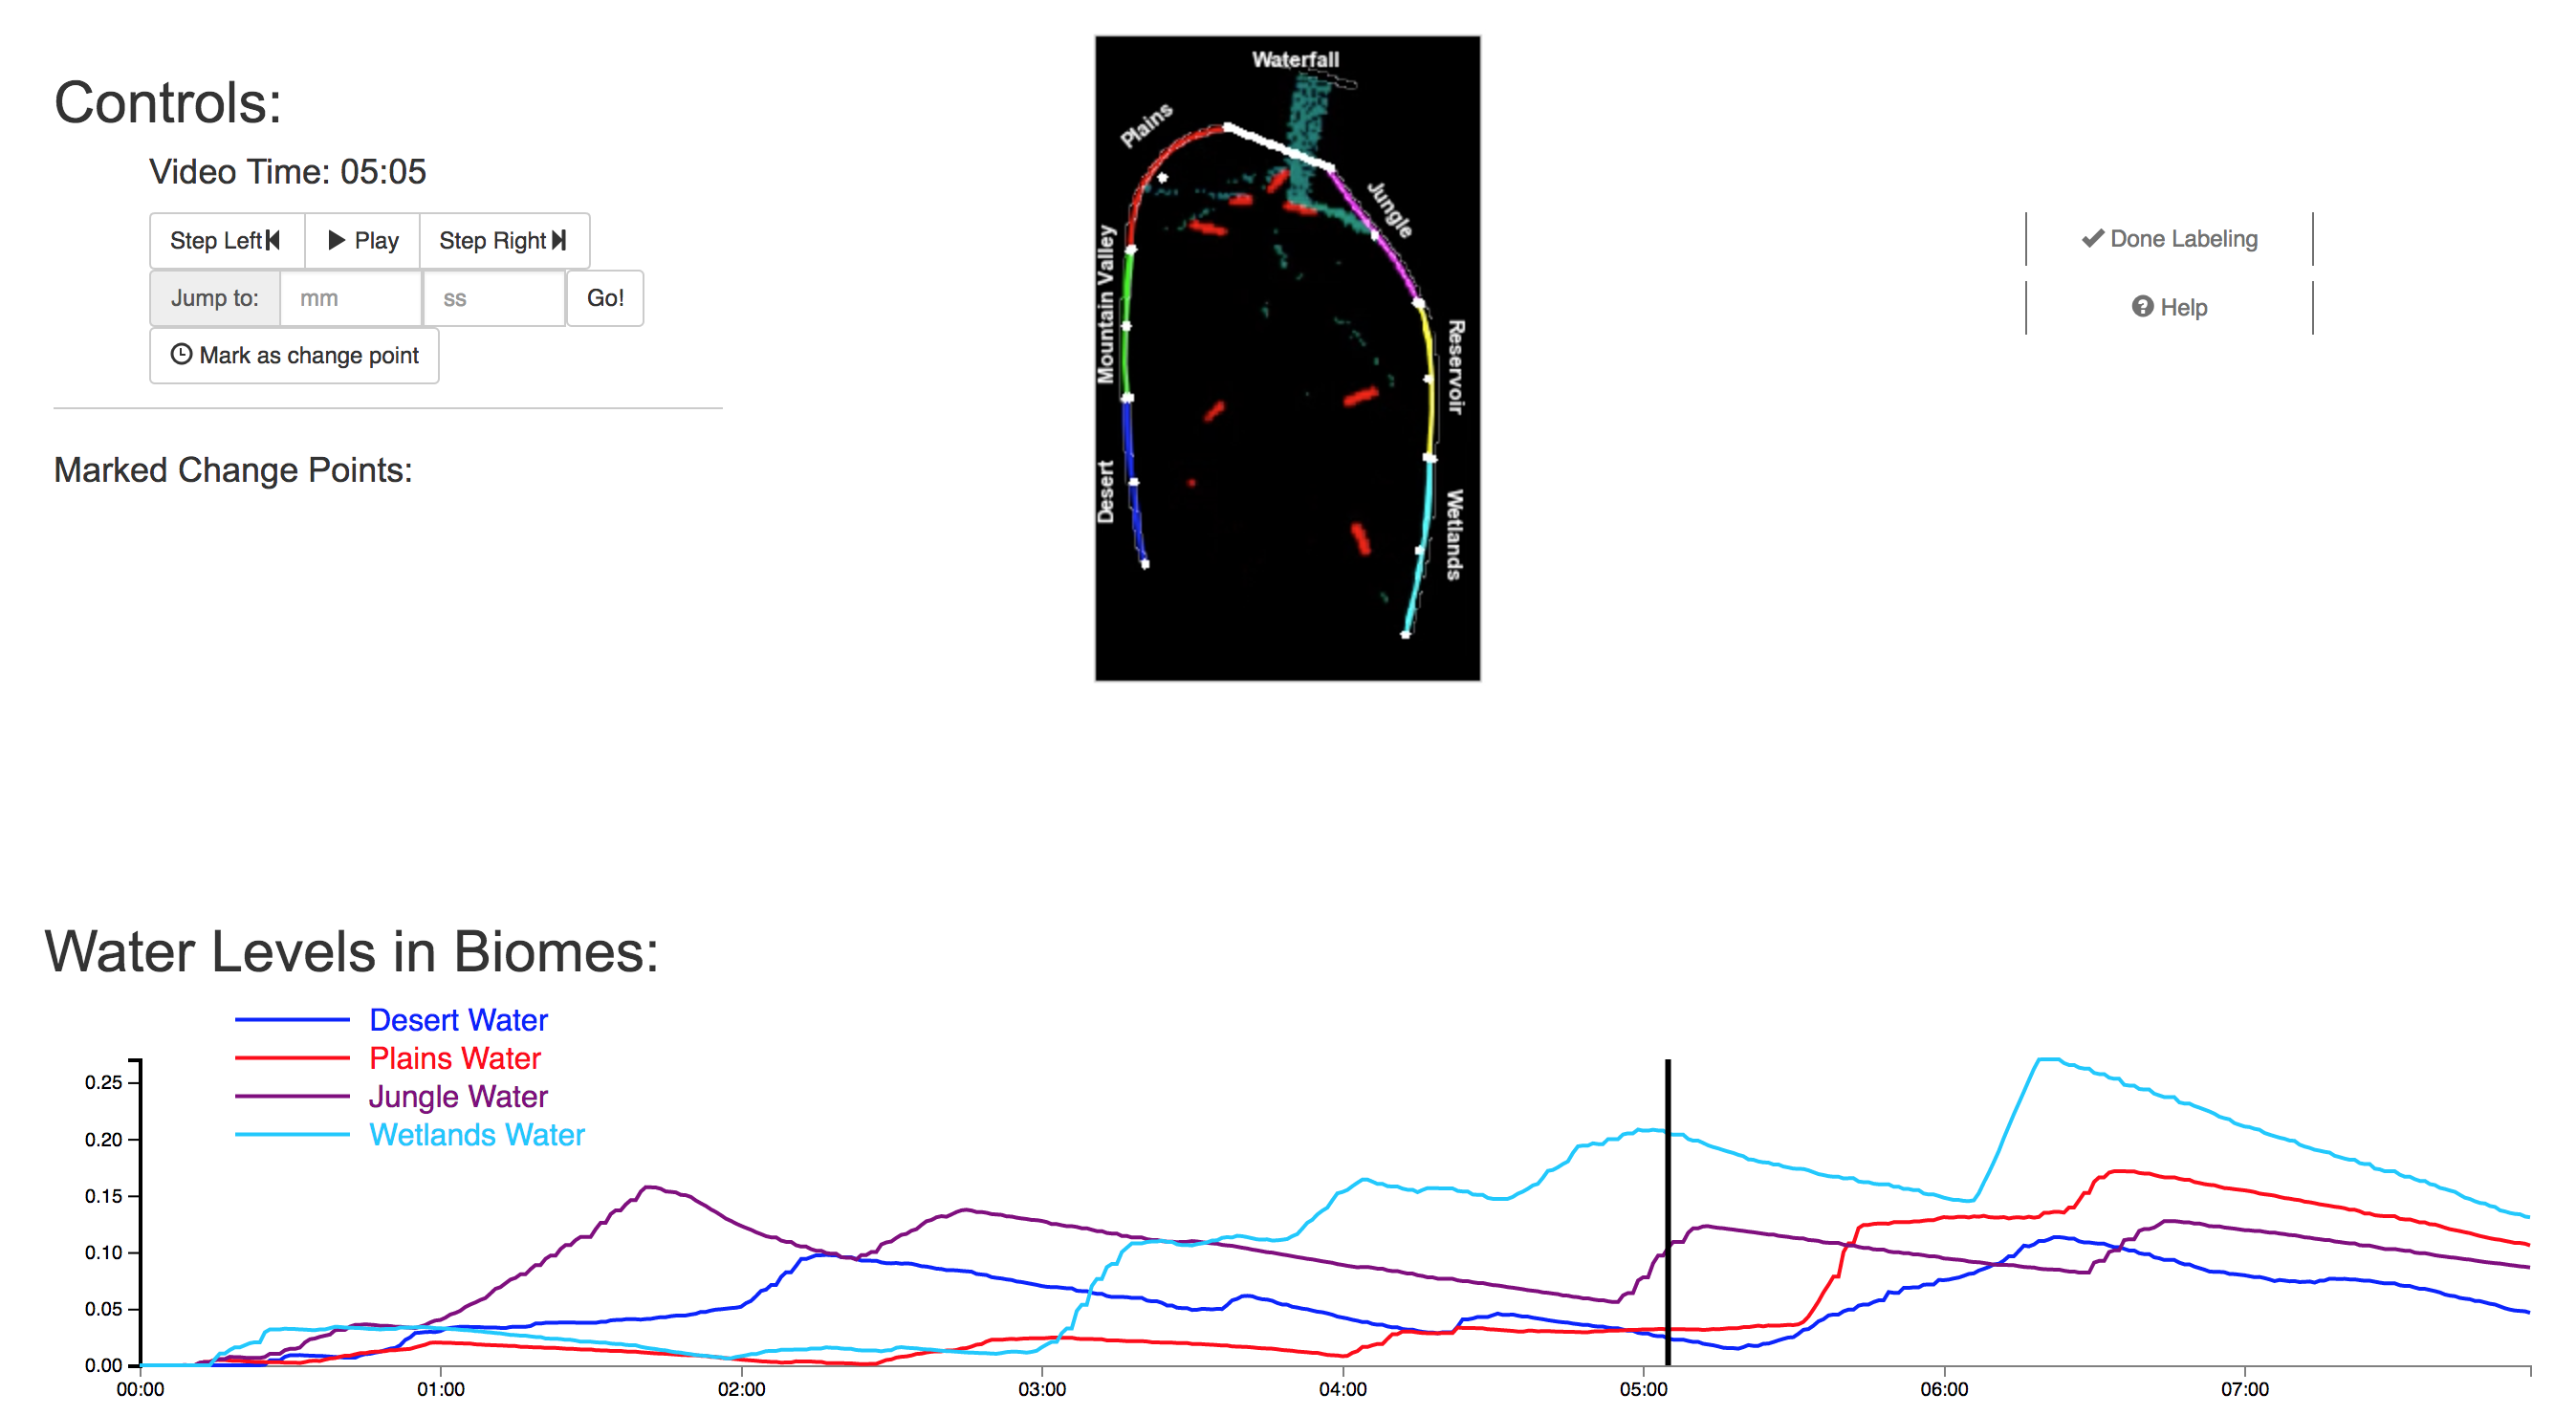 Controls:
Video Time: 05:05
Step Left
Play
Step Right
Jump to:
mm
ss
Go!
Mark as change point
Marked Change Points:
Waterfall
Plains
Jungle
Mountain Valley
Reservoir
Desert
Wetlands
Done Labeling
Help
Water Levels in Biomes:
Desert Water
Plains Water
Jungle Water
Wetlands Water
0.25
0.20
0.15
0.10
0.05
0.00
00:00
01:00
02:00
03:00
04:00
05:00
06:00
07:00